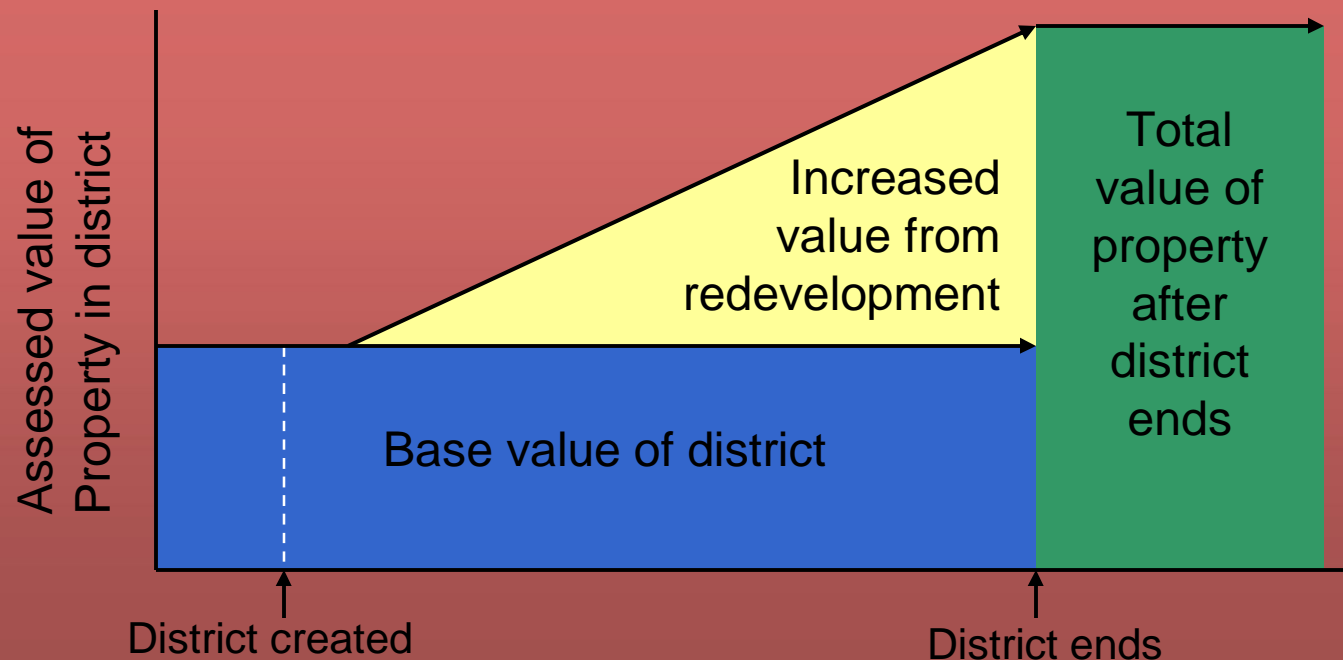 Assessed value of
Property in district
Increased
value from
redevelopment
Total
value of
property
after
district
ends
Base value of district
District created
District ends